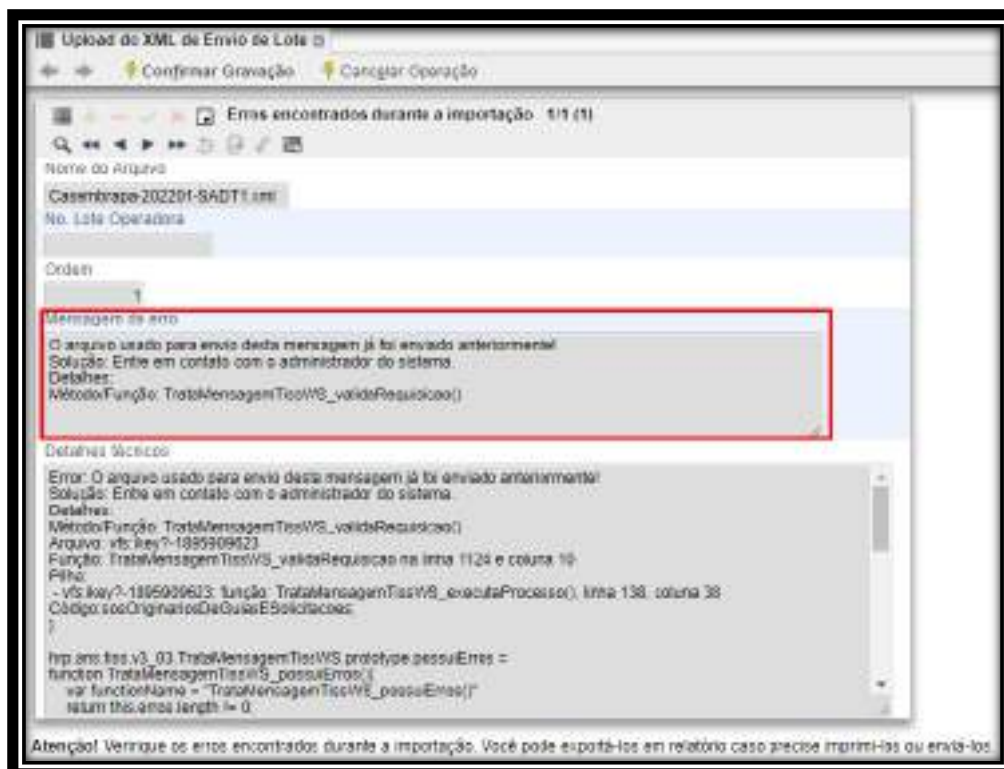 Upload do XML de Envio de Lote
Confirmar Gravação Cancelar Operação
Erros encontrados durante a importação 1/1 (1)
Nome do Arquivo
Casembrapa-202201-SADT1.xml
No. Lote Operadora
Ordem
1
Mensagem de erro
O arquivo usado para envio desta mensagem já foi enviado anteriormente!
Solução: Entre em contato com o administrador do sistema.
Detalhes:
Método/Função: TrataMensagemTissWS_validaRequisicao()
Detalhes técnicos
Error: O arquivo usado para envio desta mensagem já foi enviado anteriormente!
Solução: Entre em contato com o administrador do sistema.
Detalhes:
Método/Função: TrataMensagemTissWS_validaRequisicao()
Arquivo: vfs:/key?-1895909623
Função: TrataMensagemTissWS_validaRequisicao na linha 1124 e coluna 10
Pilha:
- vfs:/key?-1895909623: função: TrataMensagemTissWS_executaProcesso(), linha 138, coluna 38
Código:sosOriginariosDeGuiasESolicitacoes;
}
hrp.ans.tiss.v3_03.TrataMensagemTissWS.prototype.possuiErros =
function TrataMensagemTissWS_possuiErros(){
var functionName = "TrataMensagemTissWS_possuiErros()"
return this.erros.length != 0;
Atenção! Verifique os erros encontrados durante a importação. Você pode exportá-los em relatório caso precise imprimi-los ou enviá-los.